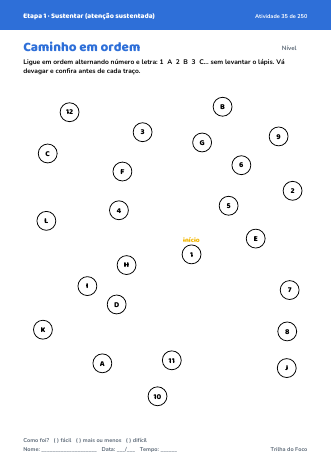 Etapa 1 · Sustentar (atenção sustentada)
Atividade 35 de 250
Caminho em ordem
Nível
Ligue em ordem alternando número e letra: 1 A 2 B 3 C... sem levantar o lápis. Vá
devagar e confira antes de cada traço.
12
B
3
9
G
C
6
F
2
5
4
L
E
início
1
H
I
7
D
K
8
11
A
J
10
Como foi? ( ) fácil ( ) mais ou menos ( ) difícil
Nome: ____________________ Data: ___/___ Tempo: ______
Trilha do Foco